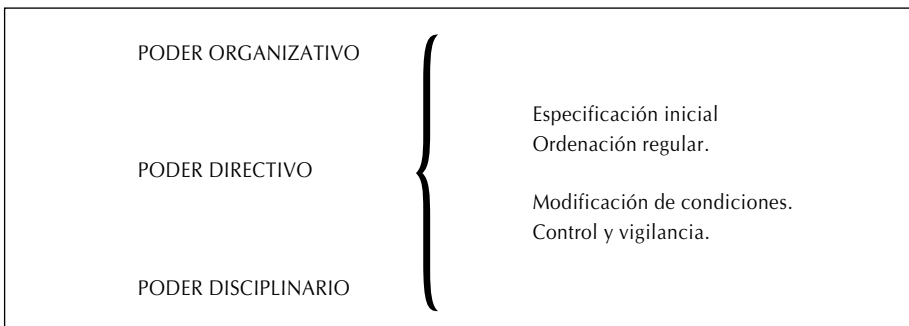 PODER ORGANIZATIVO
PODER DIRECTIVO
PODER DISCIPLINARIO
Especificación inicial
Ordenación regular.
Modificación de condiciones.
Control y vigilancia.